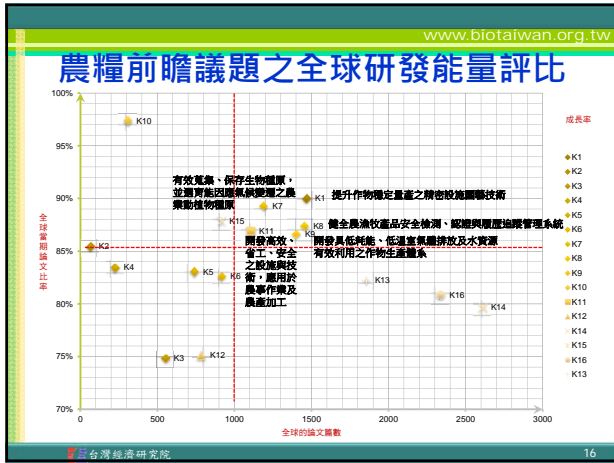 www.biotaiwan.org.tw
農糧前瞻議題之全球研發能量評比
100%
95%
90%
85%
80%
75%
70%
全球當期論文比率
0
500
1000
1500
2000
2500
3000
全球的論文篇數
K10
有效蒐集、保存生物種原，
並選育能因應氣候變遷之農
業動植物種原
K1
提升作物穩定量產之精密設施園藝技術
K7
K15
K8
健全農漁牧產品安全檢測、認證與履歷追蹤管理系統
K11
K9
開發高效、
省工、安全
之設施與技
術，應用於
農事作業及
農產加工
開發具低耗能、低溫室氣體排放及水資源
有效利用之作物生產體系
K2
K4
K5
K6
K13
K16
K14
K3
K12
成長率
K1
K2
K3
K4
K5
K6
K7
K8
K9
K10
K11
K12
K14
K15
K16
K13
台灣經濟研究院
16